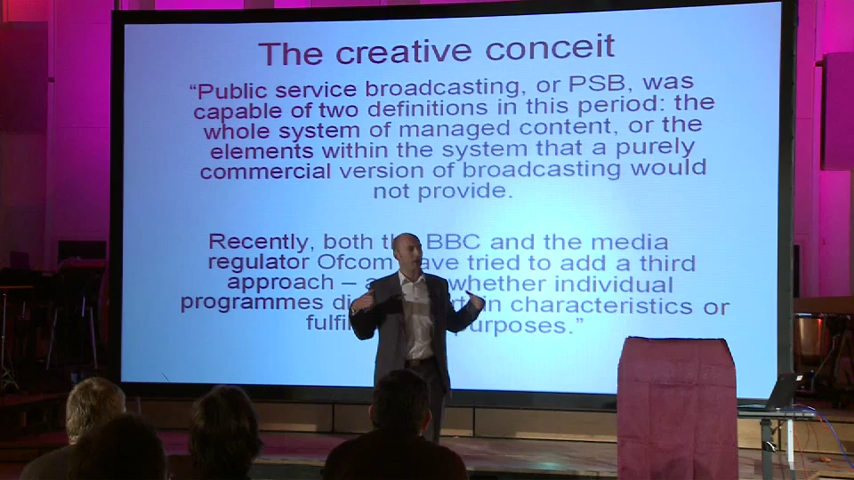 The creative conceit
“Public service broadcasting, or PSB, was
capable of two definitions in this period: the
whole system of managed content, or the
elements within the system that a purely
commercial version of broadcasting would
not provide.
Recently, both BBC and the media
regulator Ofcom have tried to add a third
approach – whether individual
programmes characteristics or
purposes.”